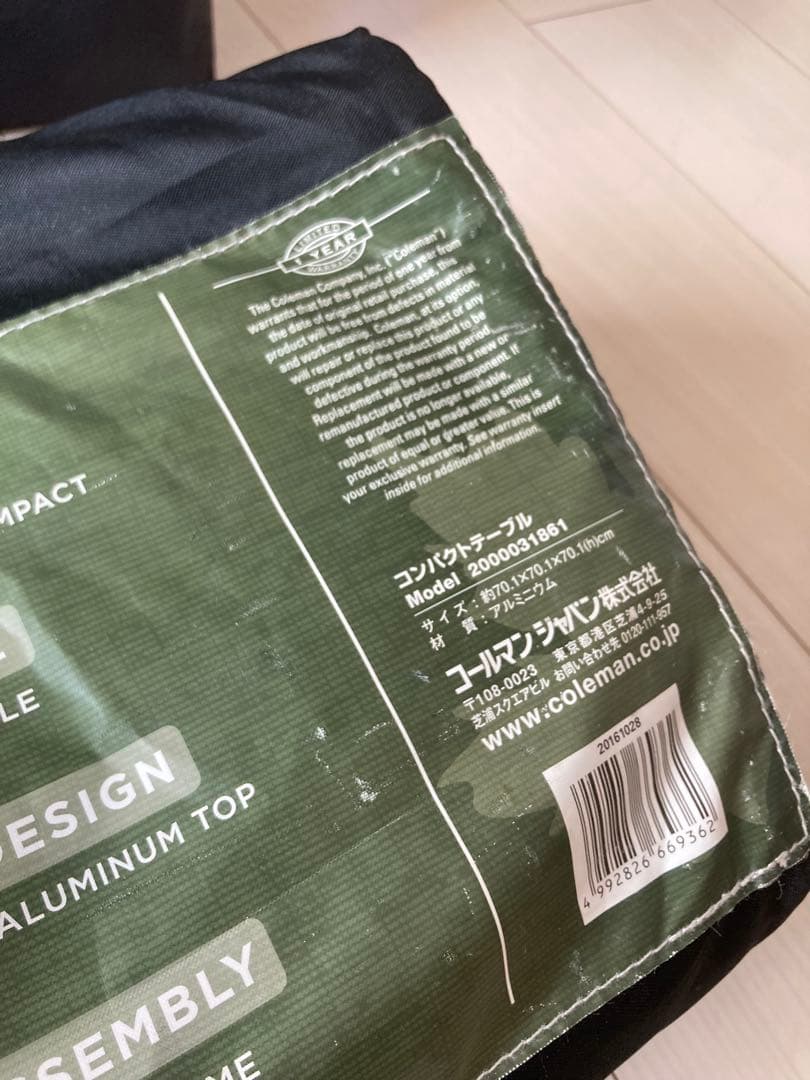 LIMITED
1 YEAR
WARRANTY
The Coleman Company, Inc. ("Coleman")
warrants that for the period of one year from
the date of original retail purchase, this
product will be free from defects in material
and workmanship. Coleman, at its option,
will repair or replace this product or any
component of the product found to be
defective during the warranty period.
Replacement will be made with a new or
remanufactured product or component. If
the product is no longer available,
replacement may be made with a similar
product of equal or greater value. This is
your exclusive warranty. See warranty insert
inside for additional information.
MPACT
LE
DESIGN
ALUMINUM TOP
SSEMBLY
ME
コンパクトテーブル
Model 2000031861
サイズ:約70.1×70.1×70.1(h)cm
材 質:アルミニウム
コールマン ジャパン株式会社
〒108-0023 東京都港区芝浦4-9-25
芝浦スクエアビル お問い合わせ先 0120-111-957
www.coleman.co.jp
20161028
4 992826 669362